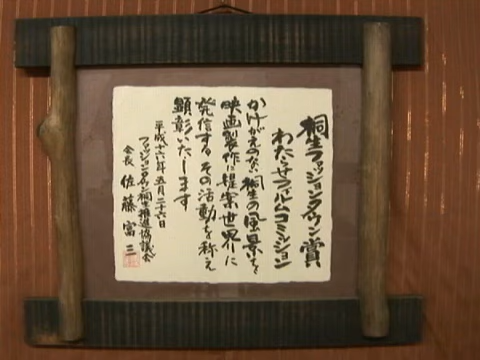 桐生ファッションタウン賞
わたらせフィルムコミッション
かけがえのない桐生の風景を
映画製作に提案世界に
発信する その活動を称え
顕彰いたします
平成十六年五月二十六日
ファッションタウン桐生推進協議会
会長 佐藤富三